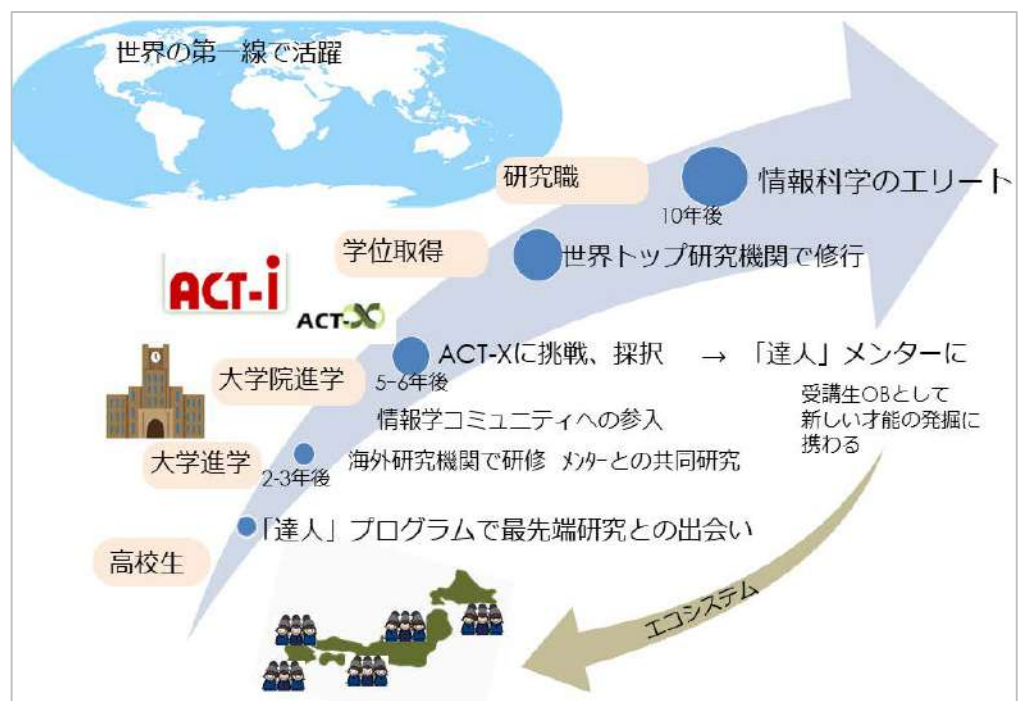 世界の第一線で活躍
研究職
情報科学のエリート
10年後
学位取得
世界トップ研究機関で修行
ACT-i
ACT-X
ACT-Xに挑戦、採択 → 「達人」メンターに
大学院進学
5-6年後
受講生OBとして
新しい才能の発掘に
携わる
情報学コミュニティへの参入
大学進学
2-3年後
海外研究機関で研修 メンターとの共同研究
「達人」プログラムで最先端研究との出会い
高校生
エコシステム